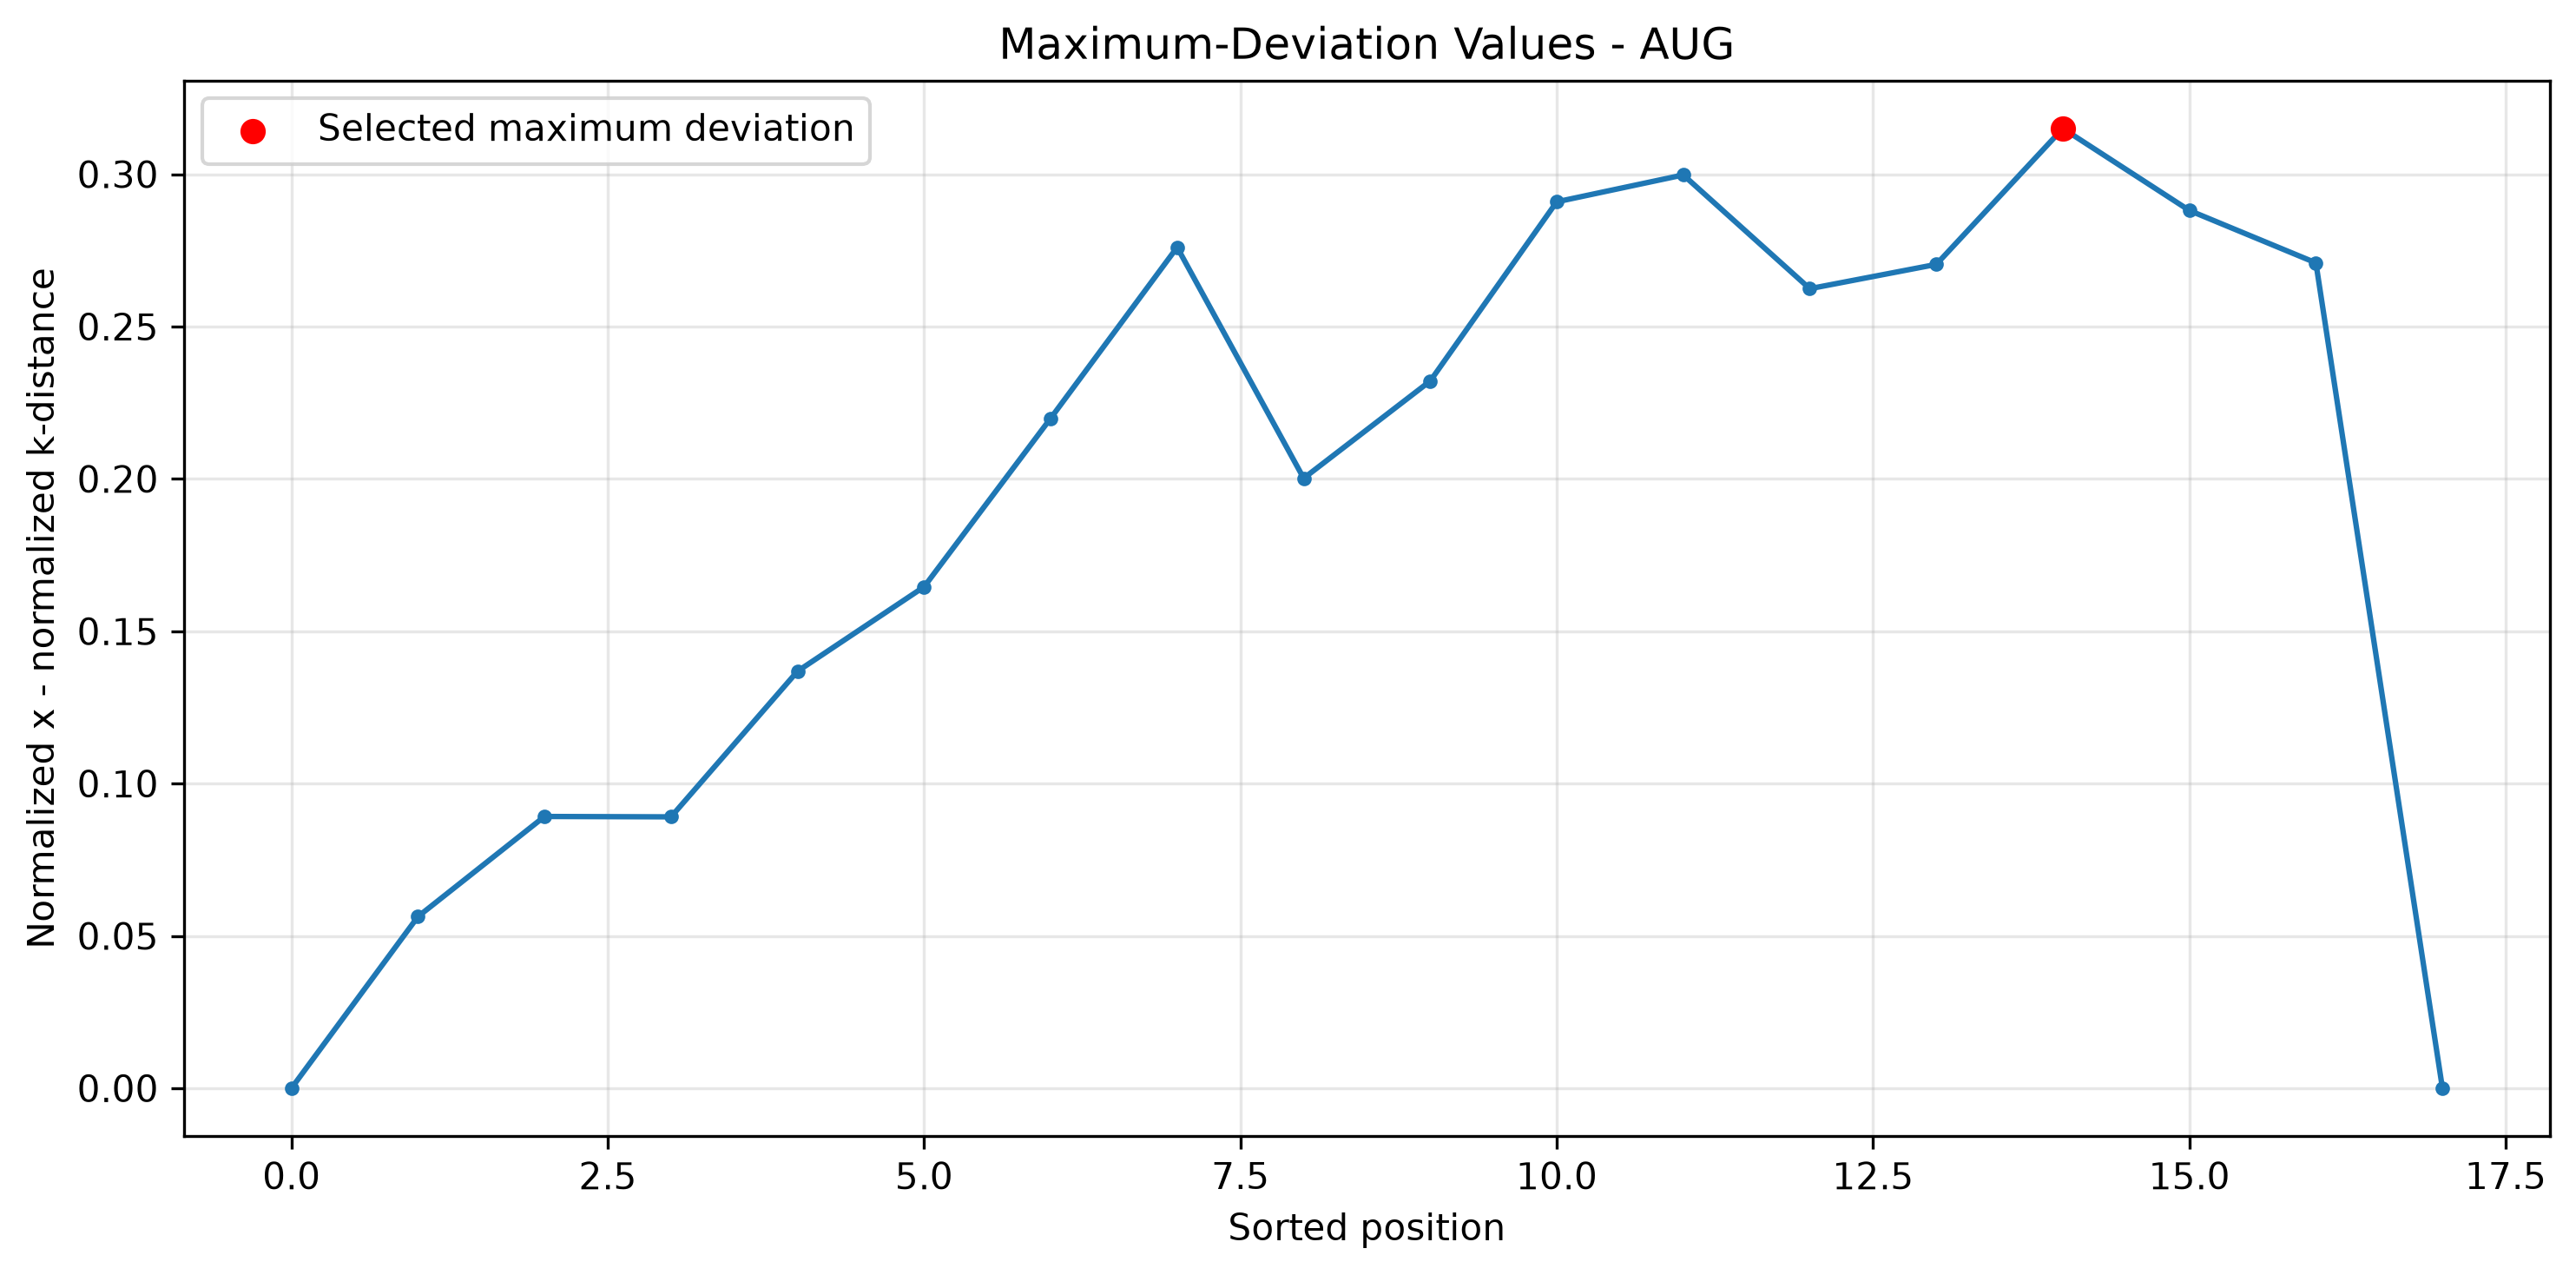 Maximum-Deviation Values - AUG
Selected maximum deviation
Normalized x - normalized k-distance
0.30
0.25
0.20
0.15
0.10
0.05
0.00
0.0 2.5 5.0 7.5 10.0 12.5 15.0 17.5
Sorted position